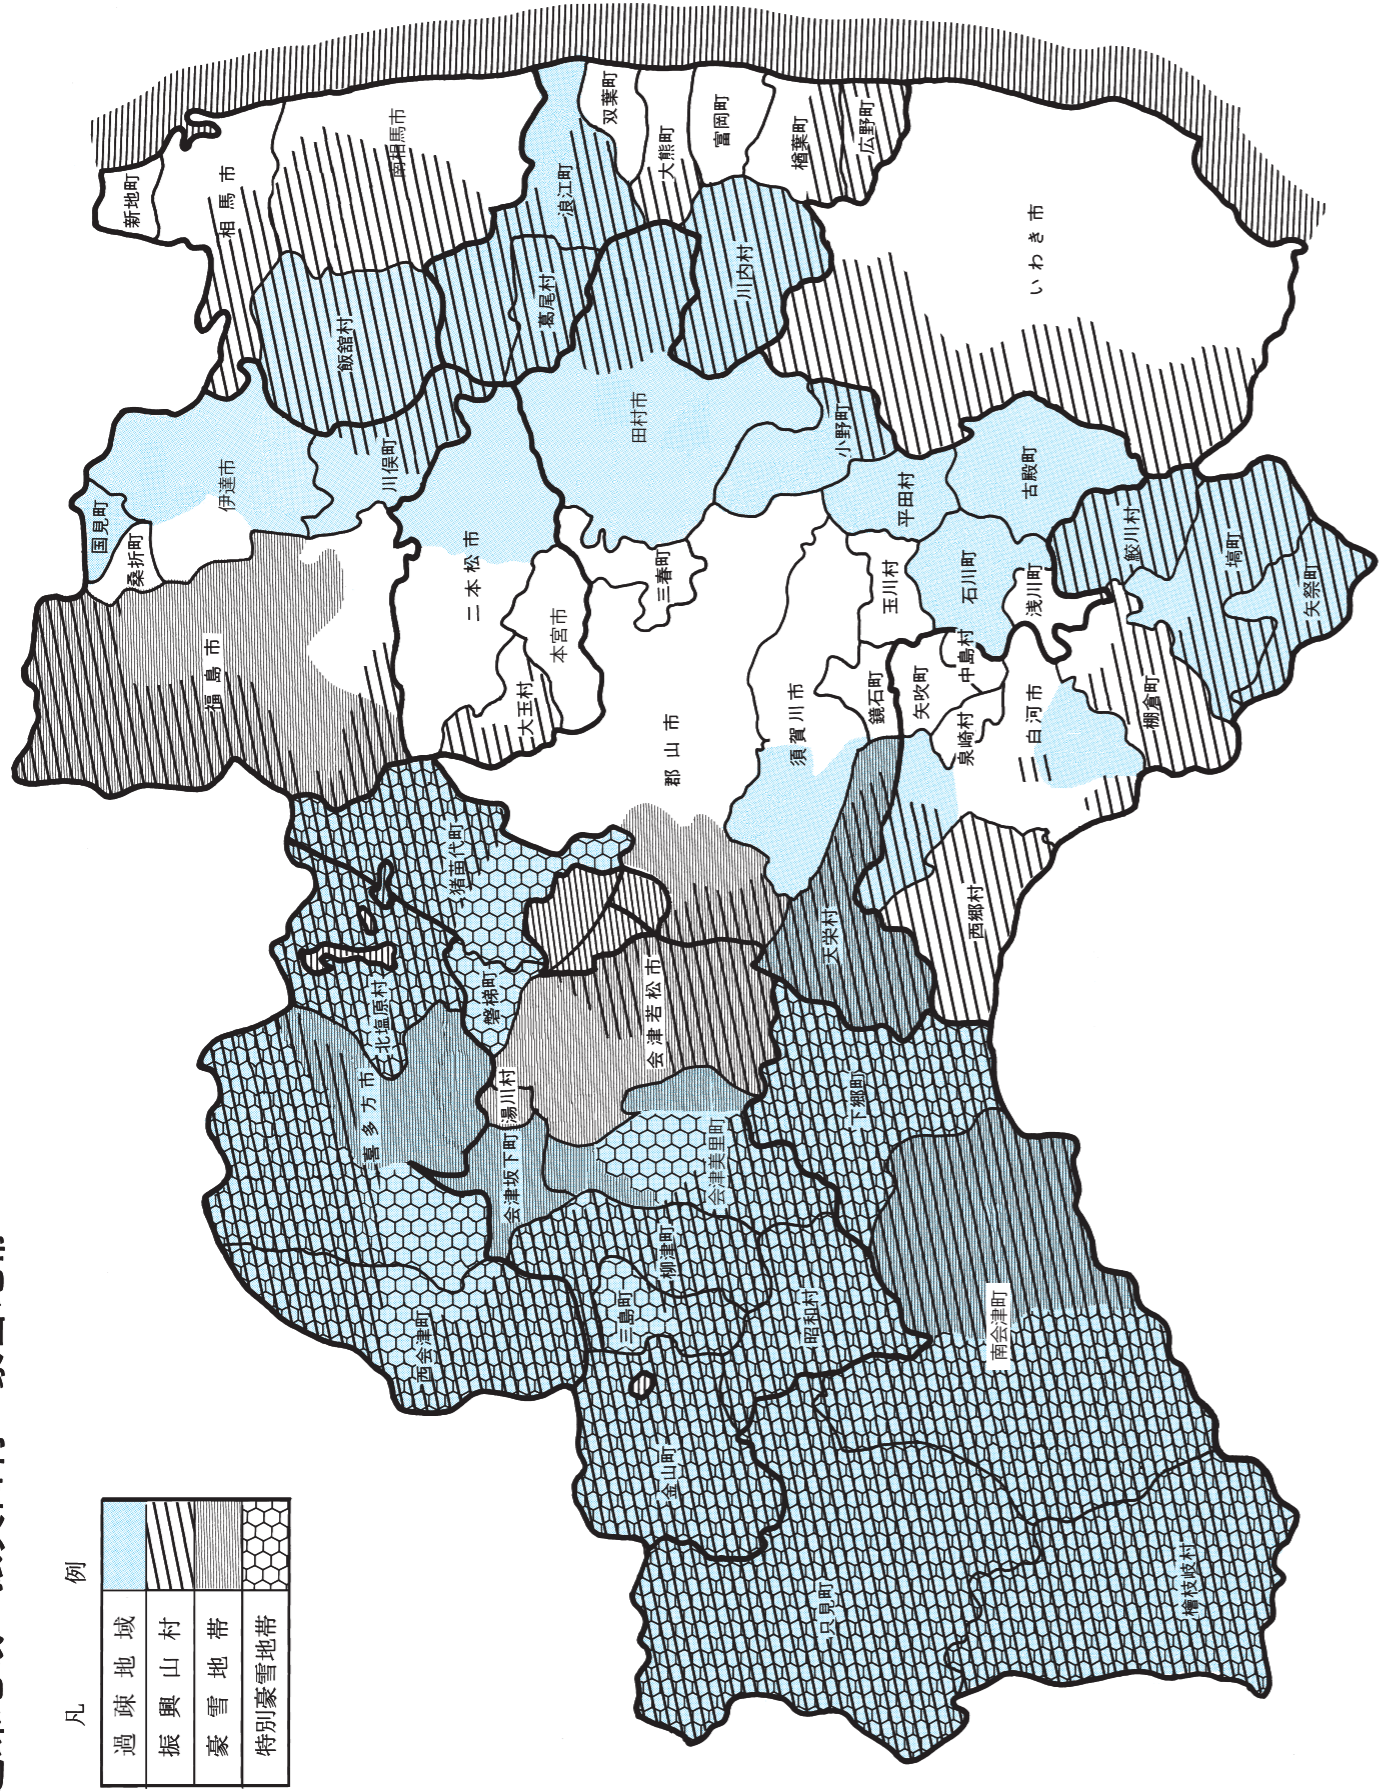 凡例
過疎地域
振興山村
豪雪地帯
特別豪雪地帯
新地町
相馬市
南相馬市
双葉町
大熊町
富岡町
楢葉町
広野町
浪江町
葛尾村
川内村
いわき市
飯舘村
伊達市
川俣町
国見町
桑折町
福島市
二本松市
本宮市
大玉村
田村市
三春町
小野町
平田村
古殿町
玉川村
石川町
浅川町
鮫川村
塙町
矢祭町
棚倉町
郡山市
須賀川市
鏡石町
矢吹町
中島村
泉崎村
白河市
西郷村
天栄村
猪苗代町
磐梯町
北塩原村
喜多方市
会津若松市
湯川村
会津坂下町
会津美里町
柳津町
三島町
西会津町
昭和村
金山町
下郷町
南会津町
只見町
檜枝岐村